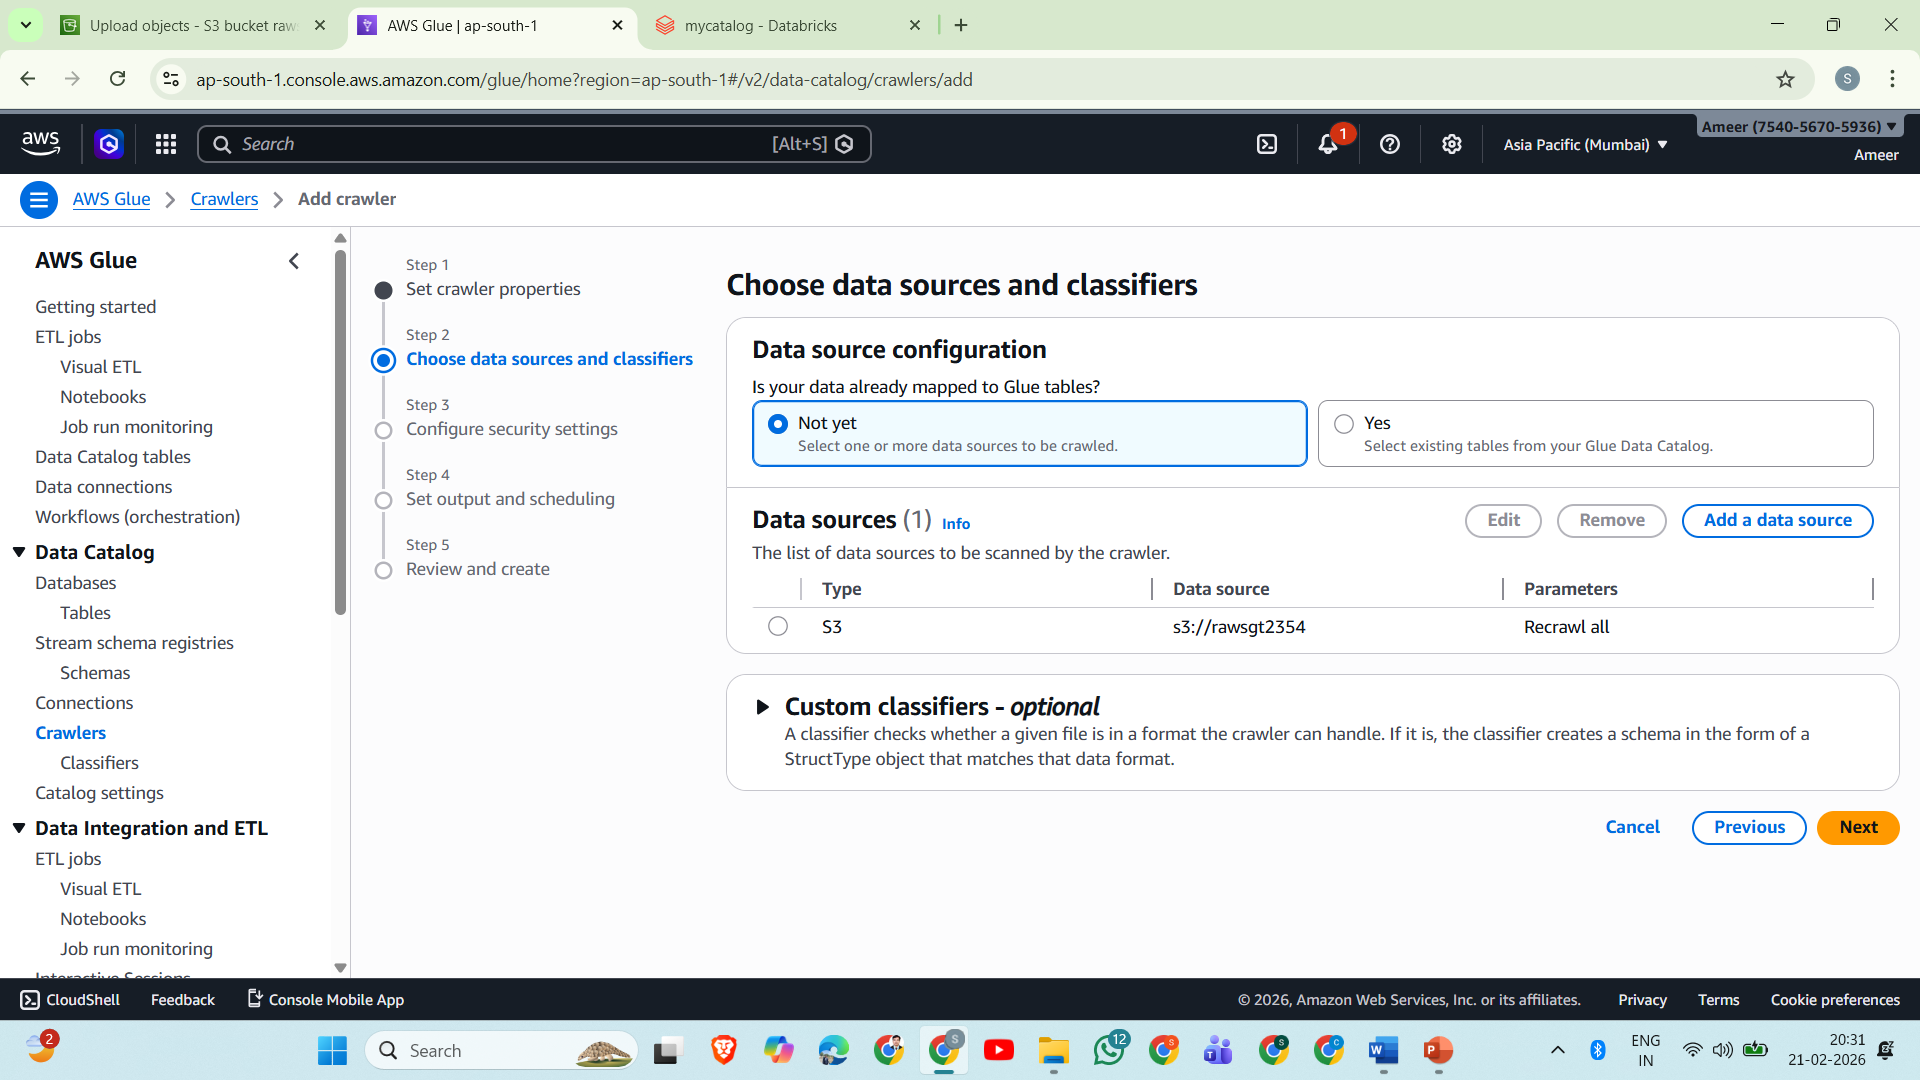 Upload objects - S3 bucket raw
AWS Glue | ap-south-1
mycatalog - Databricks
ap-south-1.console.aws.amazon.com/glue/home?region=ap-south-1#/v2/data-catalog/crawlers/add
S
aws
Search
[Alt+S]
1
Asia Pacific (Mumbai)
Ameer (7540-5670-5936)
Ameer
AWS Glue
Crawlers
Add crawler
AWS Glue
Getting started
ETL jobs
Visual ETL
Notebooks
Job run monitoring
Data Catalog tables
Data connections
Workflows (orchestration)
Data Catalog
Databases
Tables
Stream schema registries
Schemas
Connections
Crawlers
Classifiers
Catalog settings
Data Integration and ETL
ETL jobs
Visual ETL
Notebooks
Job run monitoring
Interactive Sessions
Step 1
Set crawler properties
Step 2
Choose data sources and classifiers
Step 3
Configure security settings
Step 4
Set output and scheduling
Step 5
Review and create
Choose data sources and classifiers
Data source configuration
Is your data already mapped to Glue tables?
Not yet
Select one or more data sources to be crawled.
Yes
Select existing tables from your Glue Data Catalog.
Data sources (1) Info
Edit
Remove
Add a data source
The list of data sources to be scanned by the crawler.
Type
Data source
Parameters
S3
s3://rawsgt2354
Recrawl all
Custom classifiers - optional
A classifier checks whether a given file is in a format the crawler can handle. If it is, the classifier creates a schema in the form of a
StructType object that matches that data format.
Cancel
Previous
Next
CloudShell
Feedback
Console Mobile App
© 2026, Amazon Web Services, Inc. or its affiliates.
Privacy
Terms
Cookie preferences
2
Search
S
12
S
S
C
ENG
IN
20:31
21-02-2026